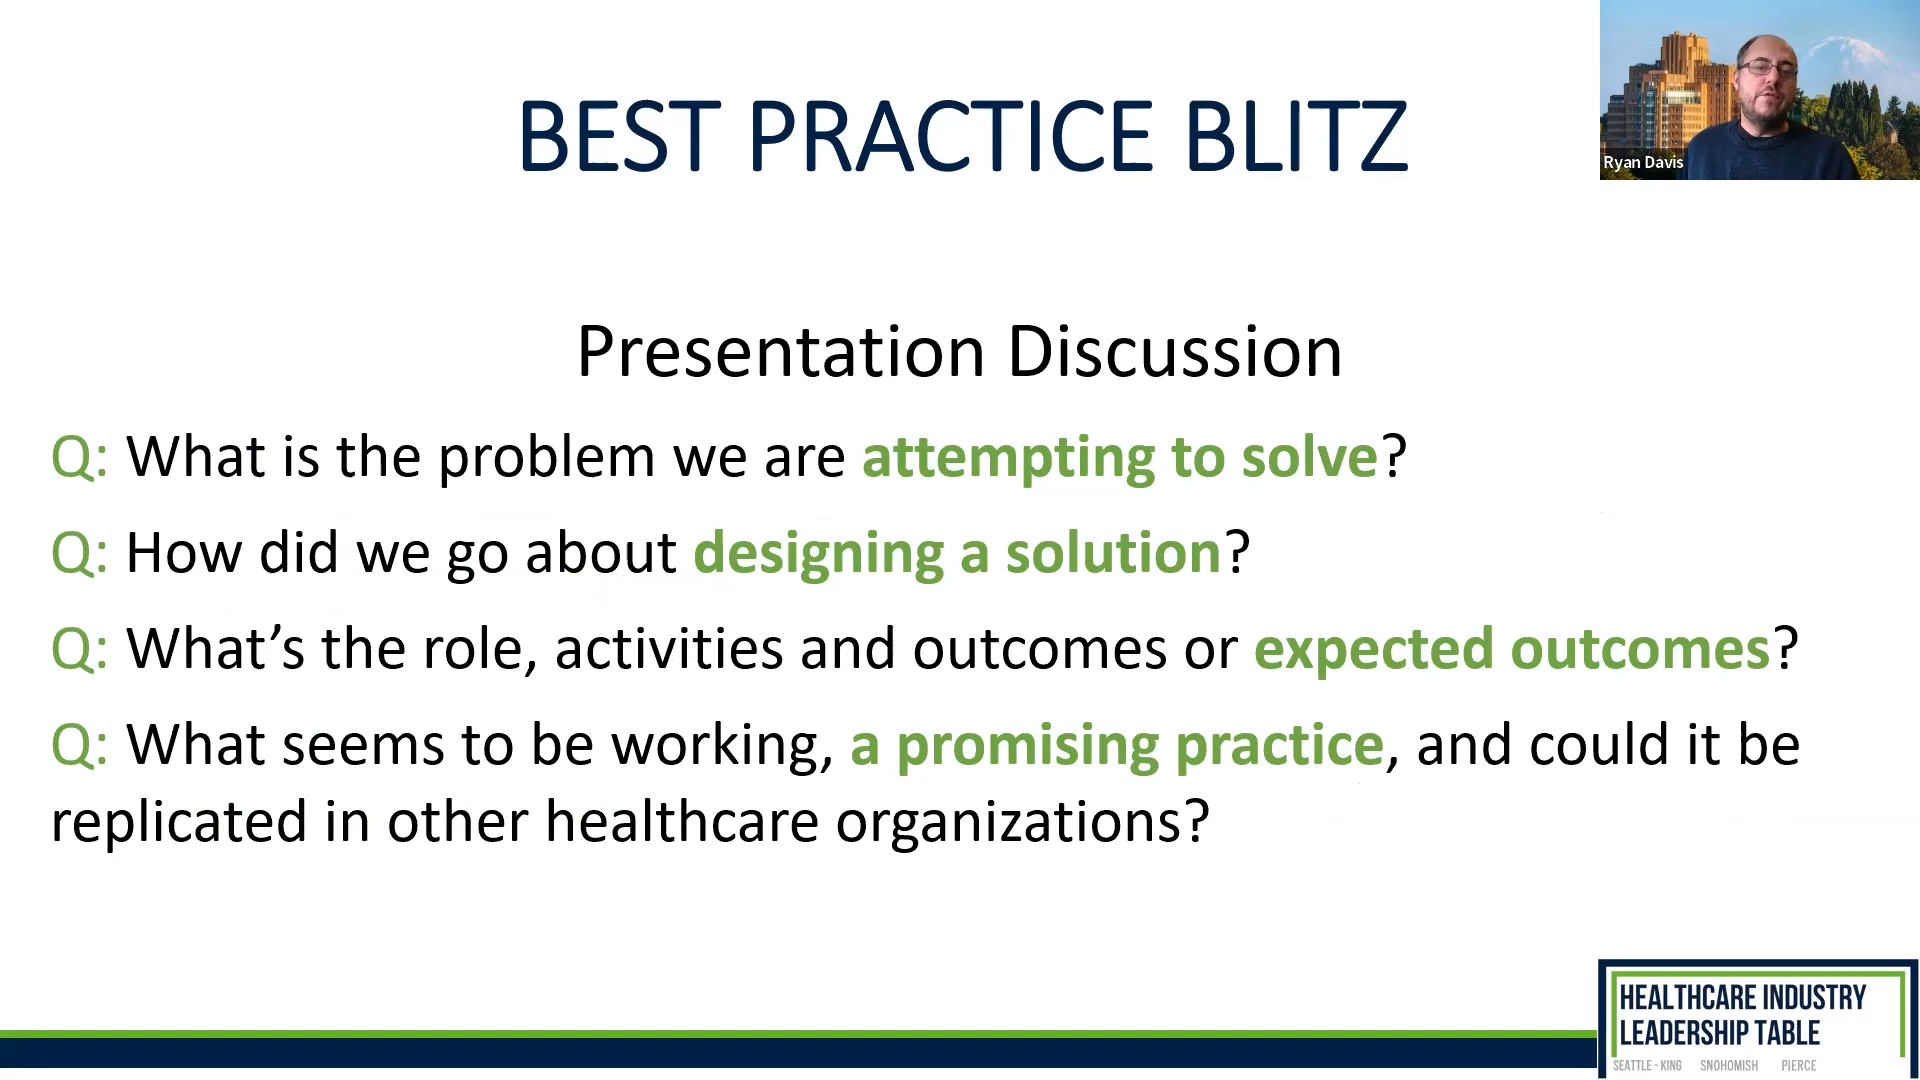 BEST PRACTICE BLITZ
Ryan Davis
Presentation Discussion
Q: What is the problem we are attempting to solve?
Q: How did we go about designing a solution?
Q: What’s the role, activities and outcomes or expected outcomes?
Q: What seems to be working, a promising practice, and could it be
replicated in other healthcare organizations?
HEALTHCARE INDUSTRY
LEADERSHIP TABLE
SEATTLE - KING SNOHOMISH PIERCE